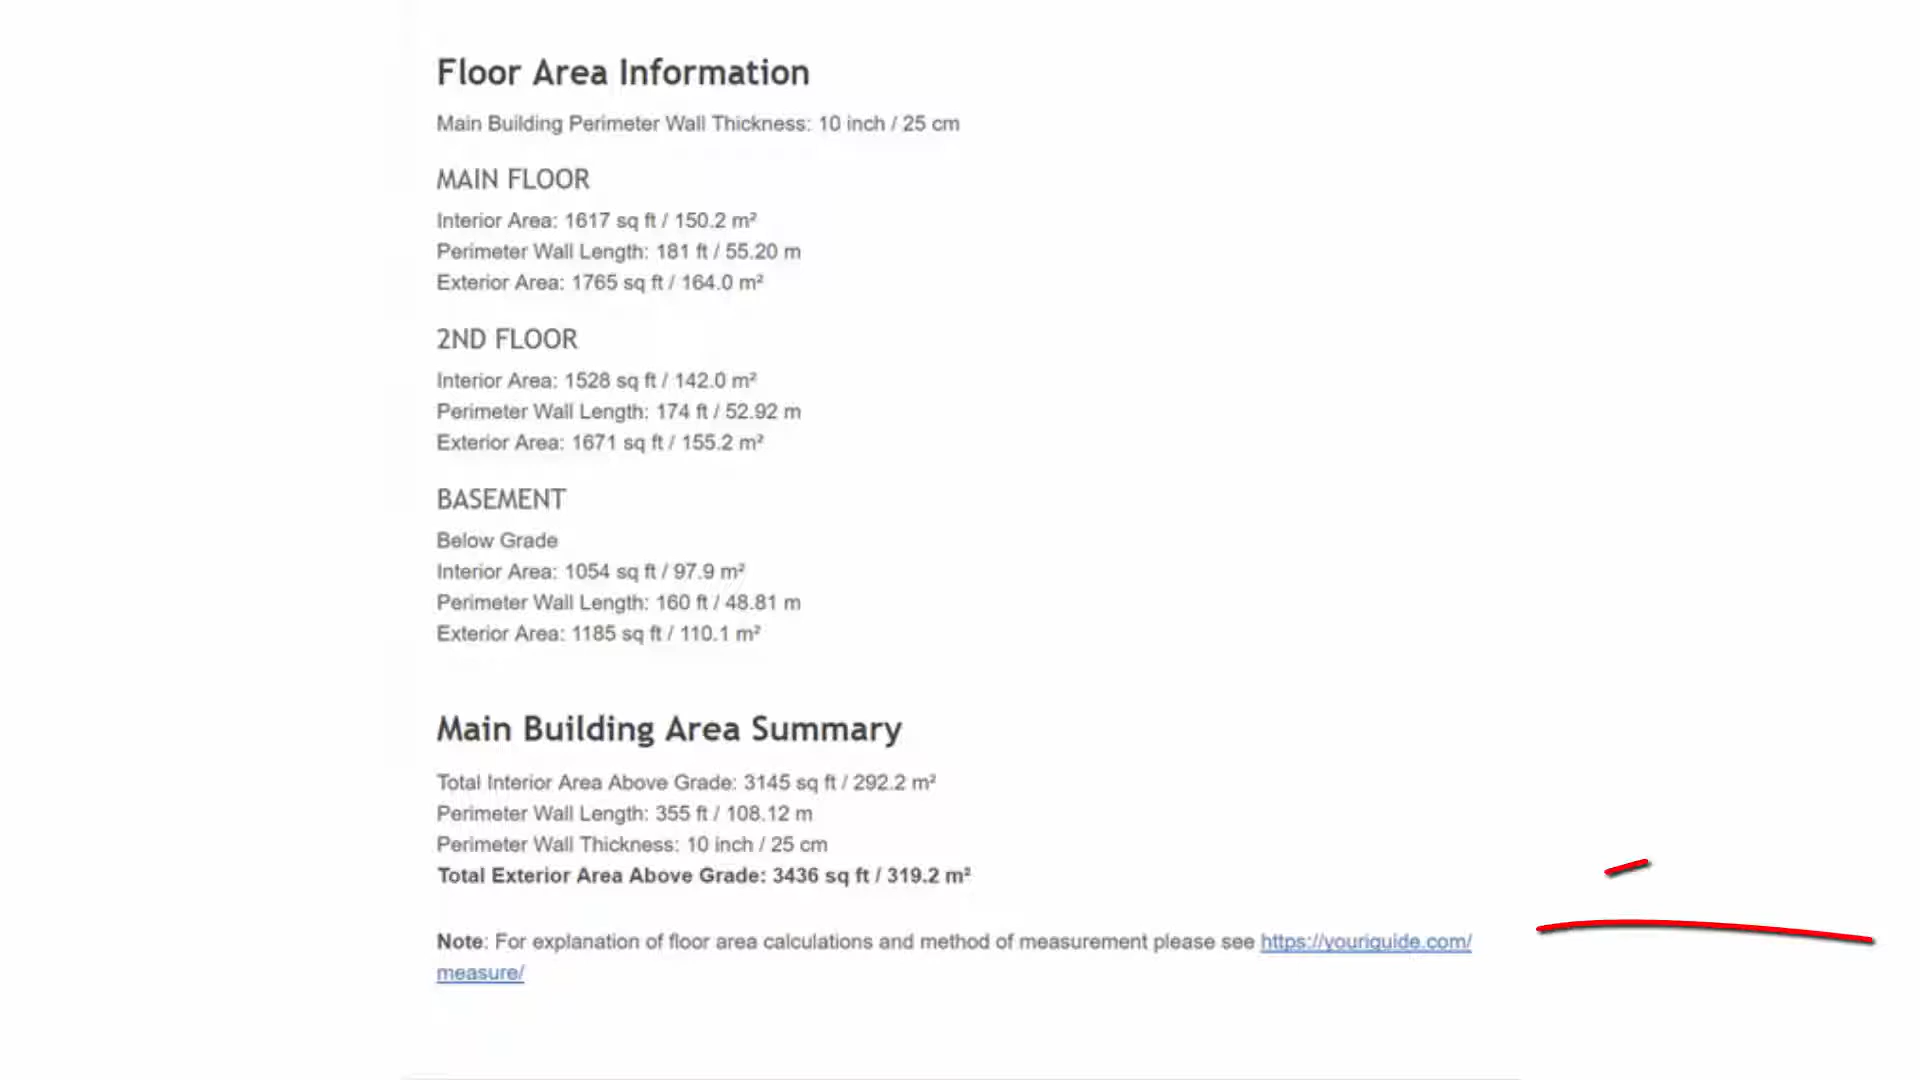 Floor Area Information
Main Building Perimeter Wall Thickness: 10 inch / 25 cm
MAIN FLOOR
Interior Area: 1617 sq ft / 150.2 m²
Perimeter Wall Length: 181 ft / 55.20 m
Exterior Area: 1765 sq ft / 164.0 m²
2ND FLOOR
Interior Area: 1528 sq ft / 142.0 m²
Perimeter Wall Length: 174 ft / 52.92 m
Exterior Area: 1671 sq ft / 155.2 m²
BASEMENT
Below Grade
Interior Area: 1054 sq ft / 97.9 m²
Perimeter Wall Length: 160 ft / 48.81 m
Exterior Area: 1185 sq ft / 110.1 m²
Main Building Area Summary
Total Interior Area Above Grade: 3145 sq ft / 292.2 m²
Perimeter Wall Length: 355 ft / 108.12 m
Perimeter Wall Thickness: 10 inch / 25 cm
Total Exterior Area Above Grade: 3436 sq ft / 319.2 m²
Note: For explanation of floor area calculations and method of measurement please see https://youriguide.com/
measure/